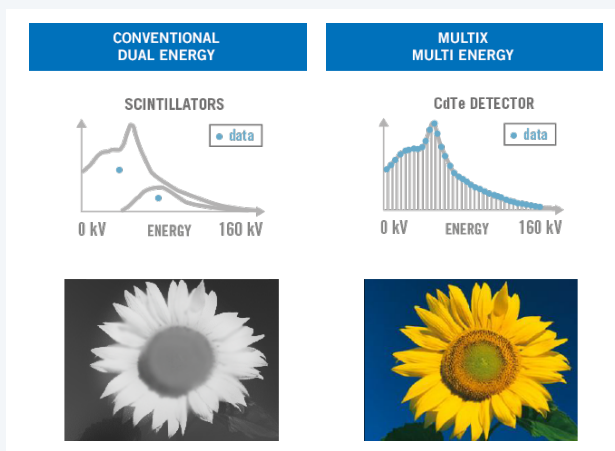 CONVENTIONAL
DUAL ENERGY
SCINTILLATORS
data
0 kV
ENERGY
160 kV
MULTIX
MULTI ENERGY
CdTe DETECTOR
data
0 kV
ENERGY
160 kV